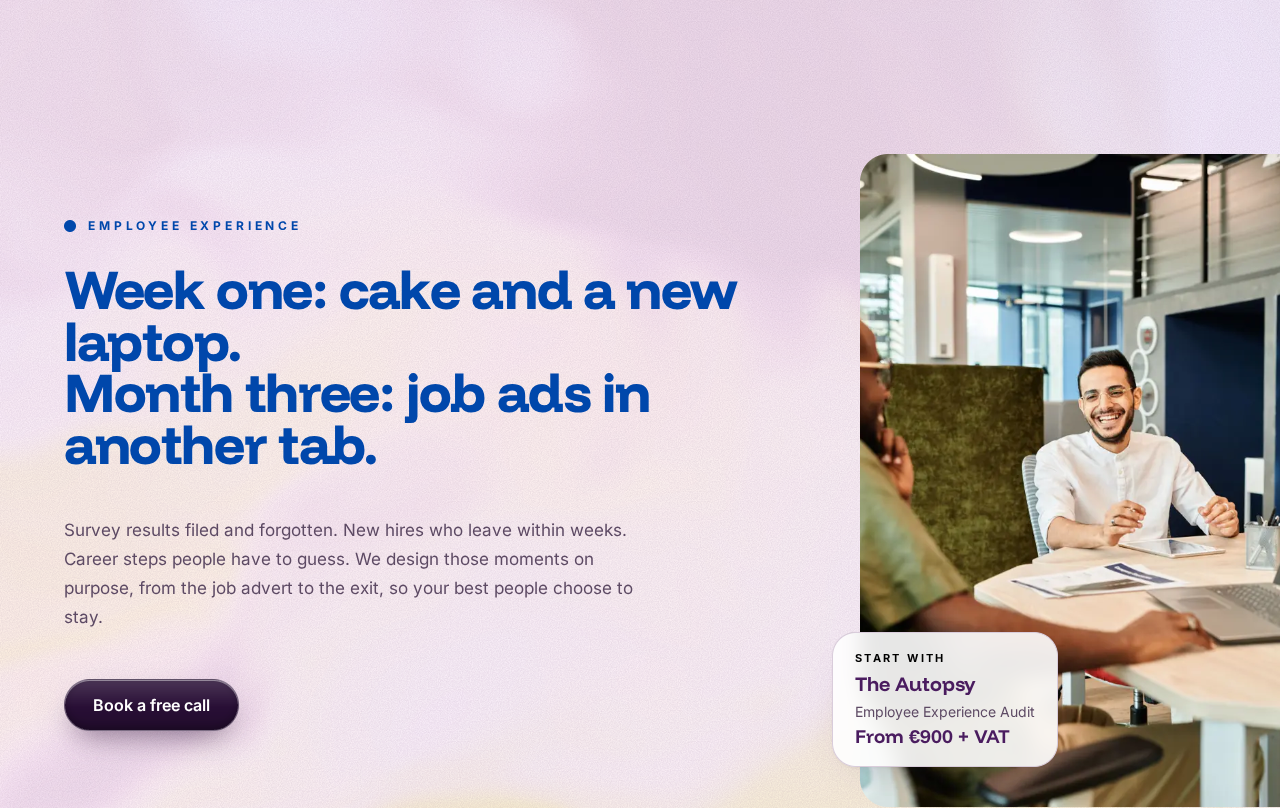 EMPLOYEE EXPERIENCE
Week one: cake and a new
laptop.
Month three: job ads in
another tab.
Survey results filed and forgotten. New hires who leave within weeks.
Career steps people have to guess. We design those moments on
purpose, from the job advert to the exit, so your best people choose to
stay.
Book a free call
START WITH
The Autopsy
Employee Experience Audit
From €900 + VAT